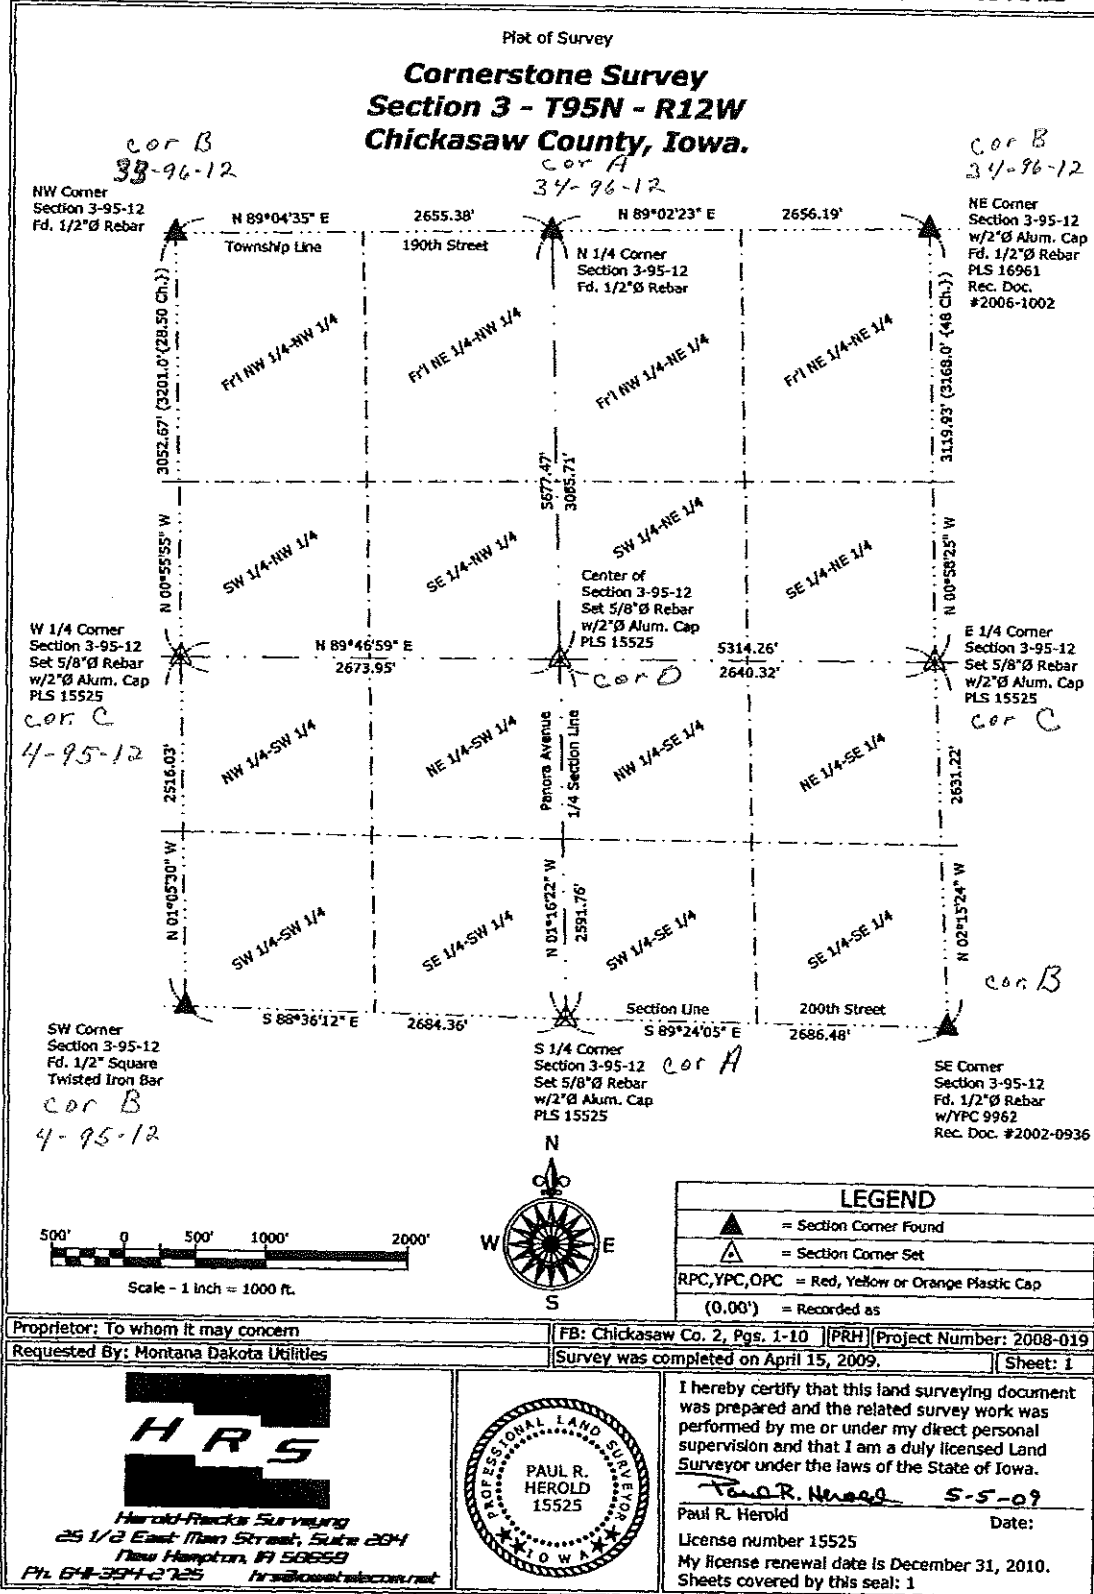 Plat of Survey
Cornerstone Survey
Section 3 - T95N - R12W
Chickasaw County, Iowa.
cor B
33-96-12
cor A
34-96-12
cor B
34-96-12
NW Corner
Section 3-95-12
Fd. 1/2"Ø Rebar
N 89°04'35" E
2655.38'
N 89°02'23" E
2656.19'
Township Line
190th Street
N 1/4 Corner
Section 3-95-12
Fd. 1/2"Ø Rebar
NE Corner
Section 3-95-12
w/2"Ø Alum. Cap
Fd. 1/2"Ø Rebar
PLS 16961
Rec. Doc.
#2006-1002
3052.67' (3201.0' {28.50 Ch.})
Fr'l NW 1/4-NW 1/4
Fr'l NE 1/4-NW 1/4
Fr'l NW 1/4-NE 1/4
Fr'l NE 1/4-NE 1/4
3119.93' (3168.0' {48 Ch.})
5677.47'
3085.71'
N 00°55'55" W
SW 1/4-NW 1/4
SE 1/4-NW 1/4
SW 1/4-NE 1/4
SE 1/4-NE 1/4
N 00°58'25" W
Center of
Section 3-95-12
Set 5/8"Ø Rebar
w/2"Ø Alum. Cap
PLS 15525
W 1/4 Corner
Section 3-95-12
Set 5/8"Ø Rebar
w/2"Ø Alum. Cap
PLS 15525
cor. C
4-95-12
N 89°46'59" E
2673.95'
5314.26'
2640.32'
cor D
E 1/4 Corner
Section 3-95-12
Set 5/8"Ø Rebar
w/2"Ø Alum. Cap
PLS 15525
cor C
2516.03'
NW 1/4-SW 1/4
NE 1/4-SW 1/4
Panora Avenue
1/4 Section Line
NW 1/4-SE 1/4
NE 1/4-SE 1/4
2631.22'
N 01°05'30" W
SW 1/4-SW 1/4
SE 1/4-SW 1/4
N 01°16'22" W
2591.76'
SW 1/4-SE 1/4
SE 1/4-SE 1/4
N 02°15'24" W
cor. B
S 88°36'12" E
2684.36'
Section Line
200th Street
S 89°24'05" E
2686.48'
SW Corner
Section 3-95-12
Fd. 1/2" Square
Twisted Iron Bar
cor B
4-95-12
S 1/4 Corner
Section 3-95-12
Set 5/8"Ø Rebar
w/2"Ø Alum. Cap
PLS 15525
cor A
SE Corner
Section 3-95-12
Fd. 1/2"Ø Rebar
w/YPC 9962
Rec. Doc. #2002-0936
N
W
E
S
500' 0 500' 1000' 2000'
Scale - 1 inch = 1000 ft.
LEGEND
= Section Corner Found
= Section Corner Set
RPC,YPC,OPC = Red, Yellow or Orange Plastic Cap
(0.00') = Recorded as
Proprietor: To whom it may concern
FB: Chickasaw Co. 2, Pgs. 1-10
PRH
Project Number: 2008-019
Requested By: Montana Dakota Utilities
Survey was completed on April 15, 2009.
Sheet: 1
HRS
Herold-Reicks Surveying
25 1/2 East Main Street, Suite 204
New Hampton, IA 50659
Ph. 641-394-2725 hrs@iowatelecom.net
PROFESSIONAL LAND SURVEYOR
PAUL R.
HEROLD
15525
IOWA
I hereby certify that this land surveying document
was prepared and the related survey work was
performed by me or under my direct personal
supervision and that I am a duly licensed Land
Surveyor under the laws of the State of Iowa.
Paul R. Herold 5-5-09
Paul R. Herold
Date:
License number 15525
My license renewal date is December 31, 2010.
Sheets covered by this seal: 1